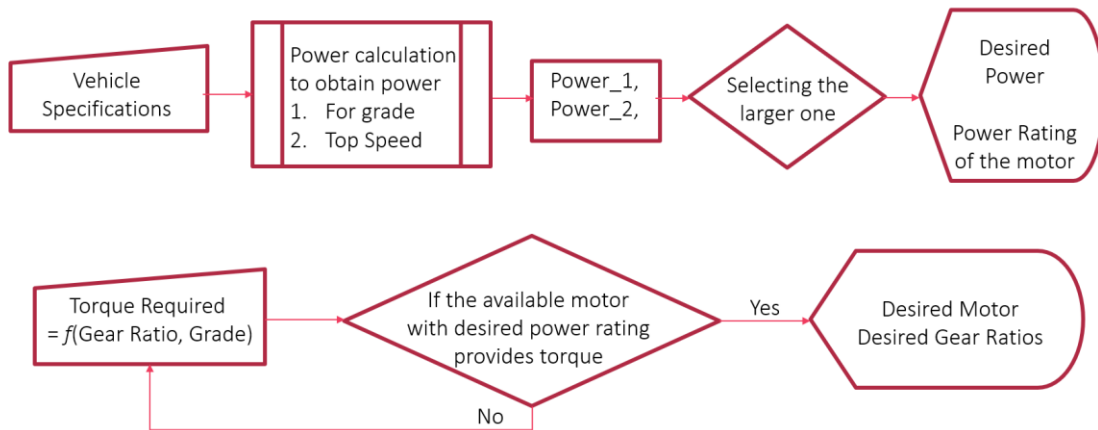 Vehicle
Specifications
Power calculation
to obtain power
1. For grade
2. Top Speed
Power_1,
Power_2,
Selecting the
larger one
Desired
Power
Power Rating
of the motor
Torque Required
= f(Gear Ratio, Grade)
If the available motor
with desired power rating
provides torque
Yes
No
Desired Motor
Desired Gear Ratios